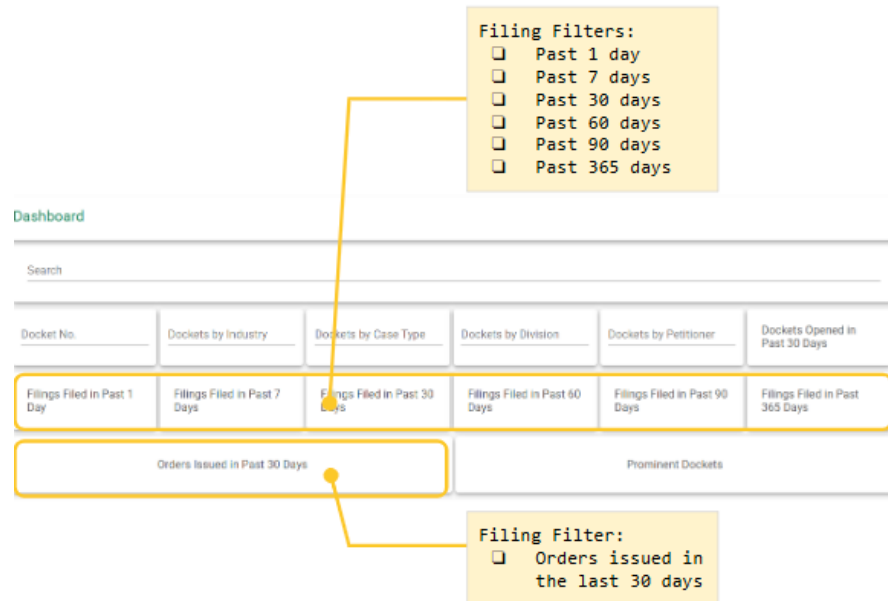 Filing Filters:
❏ Past 1 day
❏ Past 7 days
❏ Past 30 days
❏ Past 60 days
❏ Past 90 days
❏ Past 365 days
Dashboard
Search
Docket No.
Dockets by Industry
Dockets by Case Type
Dockets by Division
Dockets by Petitioner
Dockets Opened in
Past 30 Days
Filings Filed in Past 1
Day
Filings Filed in Past 7
Days
Filings Filed in Past 30
Days
Filings Filed in Past 60
Days
Filings Filed in Past 90
Days
Filings Filed in Past
365 Days
Orders Issued in Past 30 Days
Prominent Dockets
Filing Filter:
❏ Orders issued in
the last 30 days